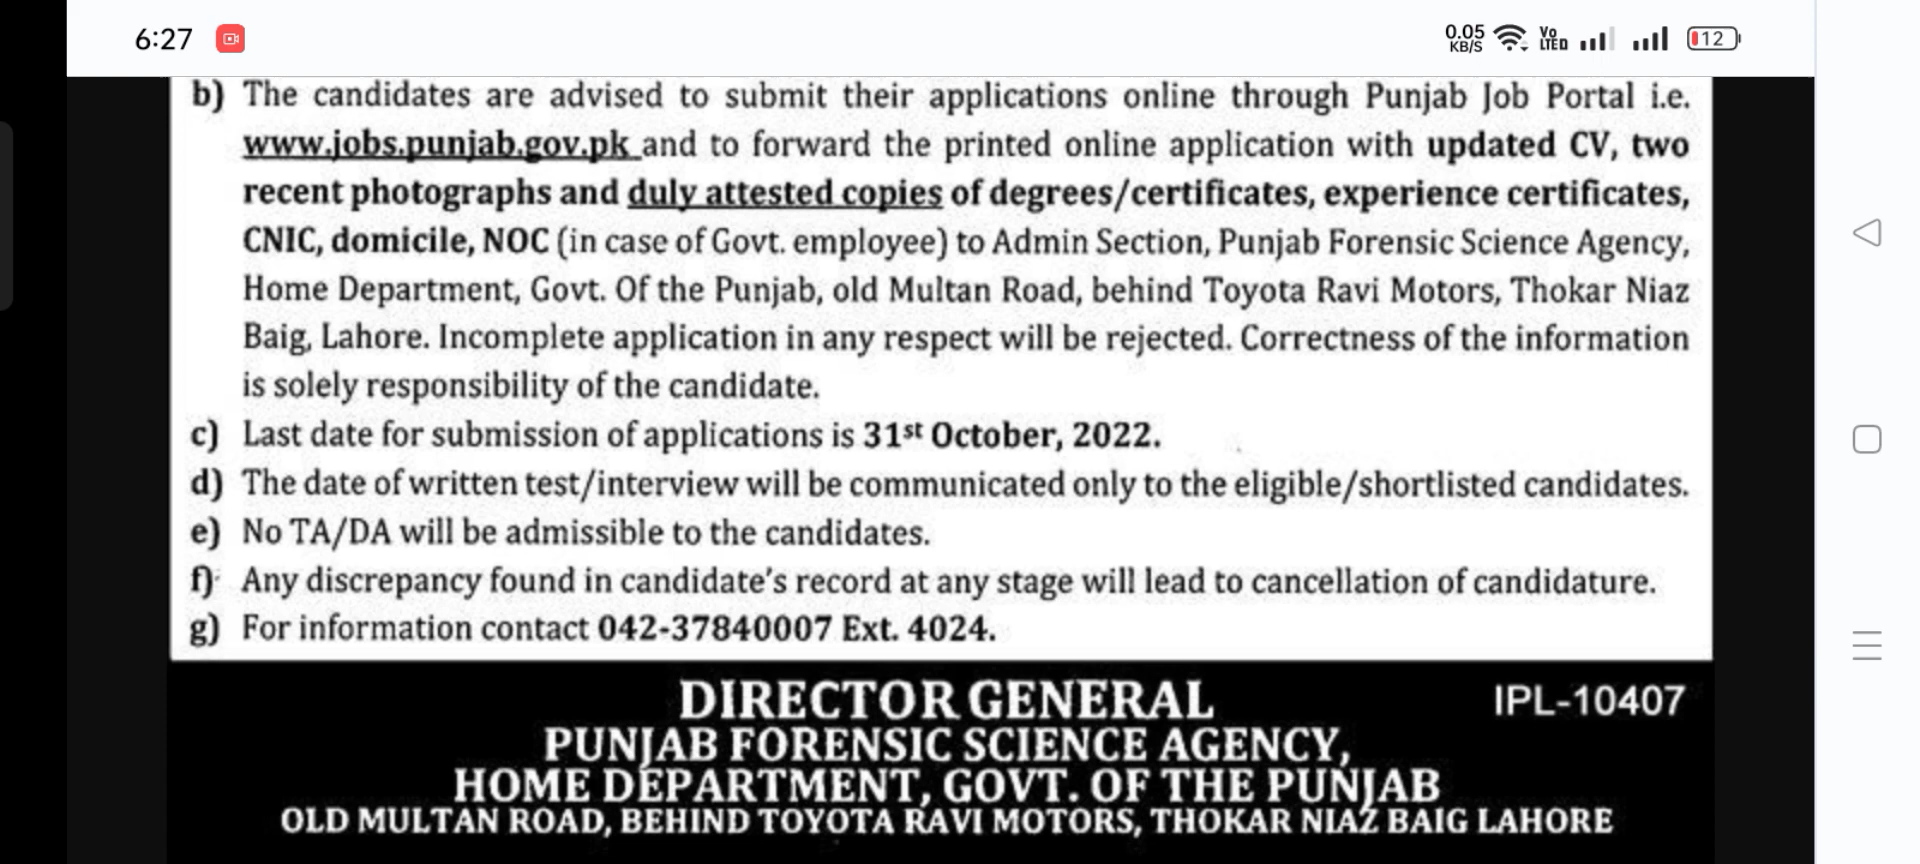 6:27
0.05 KB/S Vo LTED 12
b) The candidates are advised to submit their applications online through Punjab Job Portal i.e.
www.jobs.punjab.gov.pk and to forward the printed online application with updated CV, two
recent photographs and duly attested copies of degrees/certificates, experience certificates,
CNIC, domicile, NOC (in case of Govt. employee) to Admin Section, Punjab Forensic Science Agency,
Home Department, Govt. Of the Punjab, old Multan Road, behind Toyota Ravi Motors, Thokar Niaz
Baig, Lahore. Incomplete application in any respect will be rejected. Correctness of the information
is solely responsibility of the candidate.
c) Last date for submission of applications is 31st October, 2022.
d) The date of written test/interview will be communicated only to the eligible/shortlisted candidates.
e) No TA/DA will be admissible to the candidates.
f) Any discrepancy found in candidate's record at any stage will lead to cancellation of candidature.
g) For information contact 042-37840007 Ext. 4024.
DIRECTOR GENERAL IPL-10407
PUNJAB FORENSIC SCIENCE AGENCY,
HOME DEPARTMENT, GOVT. OF THE PUNJAB
OLD MULTAN ROAD, BEHIND TOYOTA RAVI MOTORS, THOKAR NIAZ BAIG LAHORE